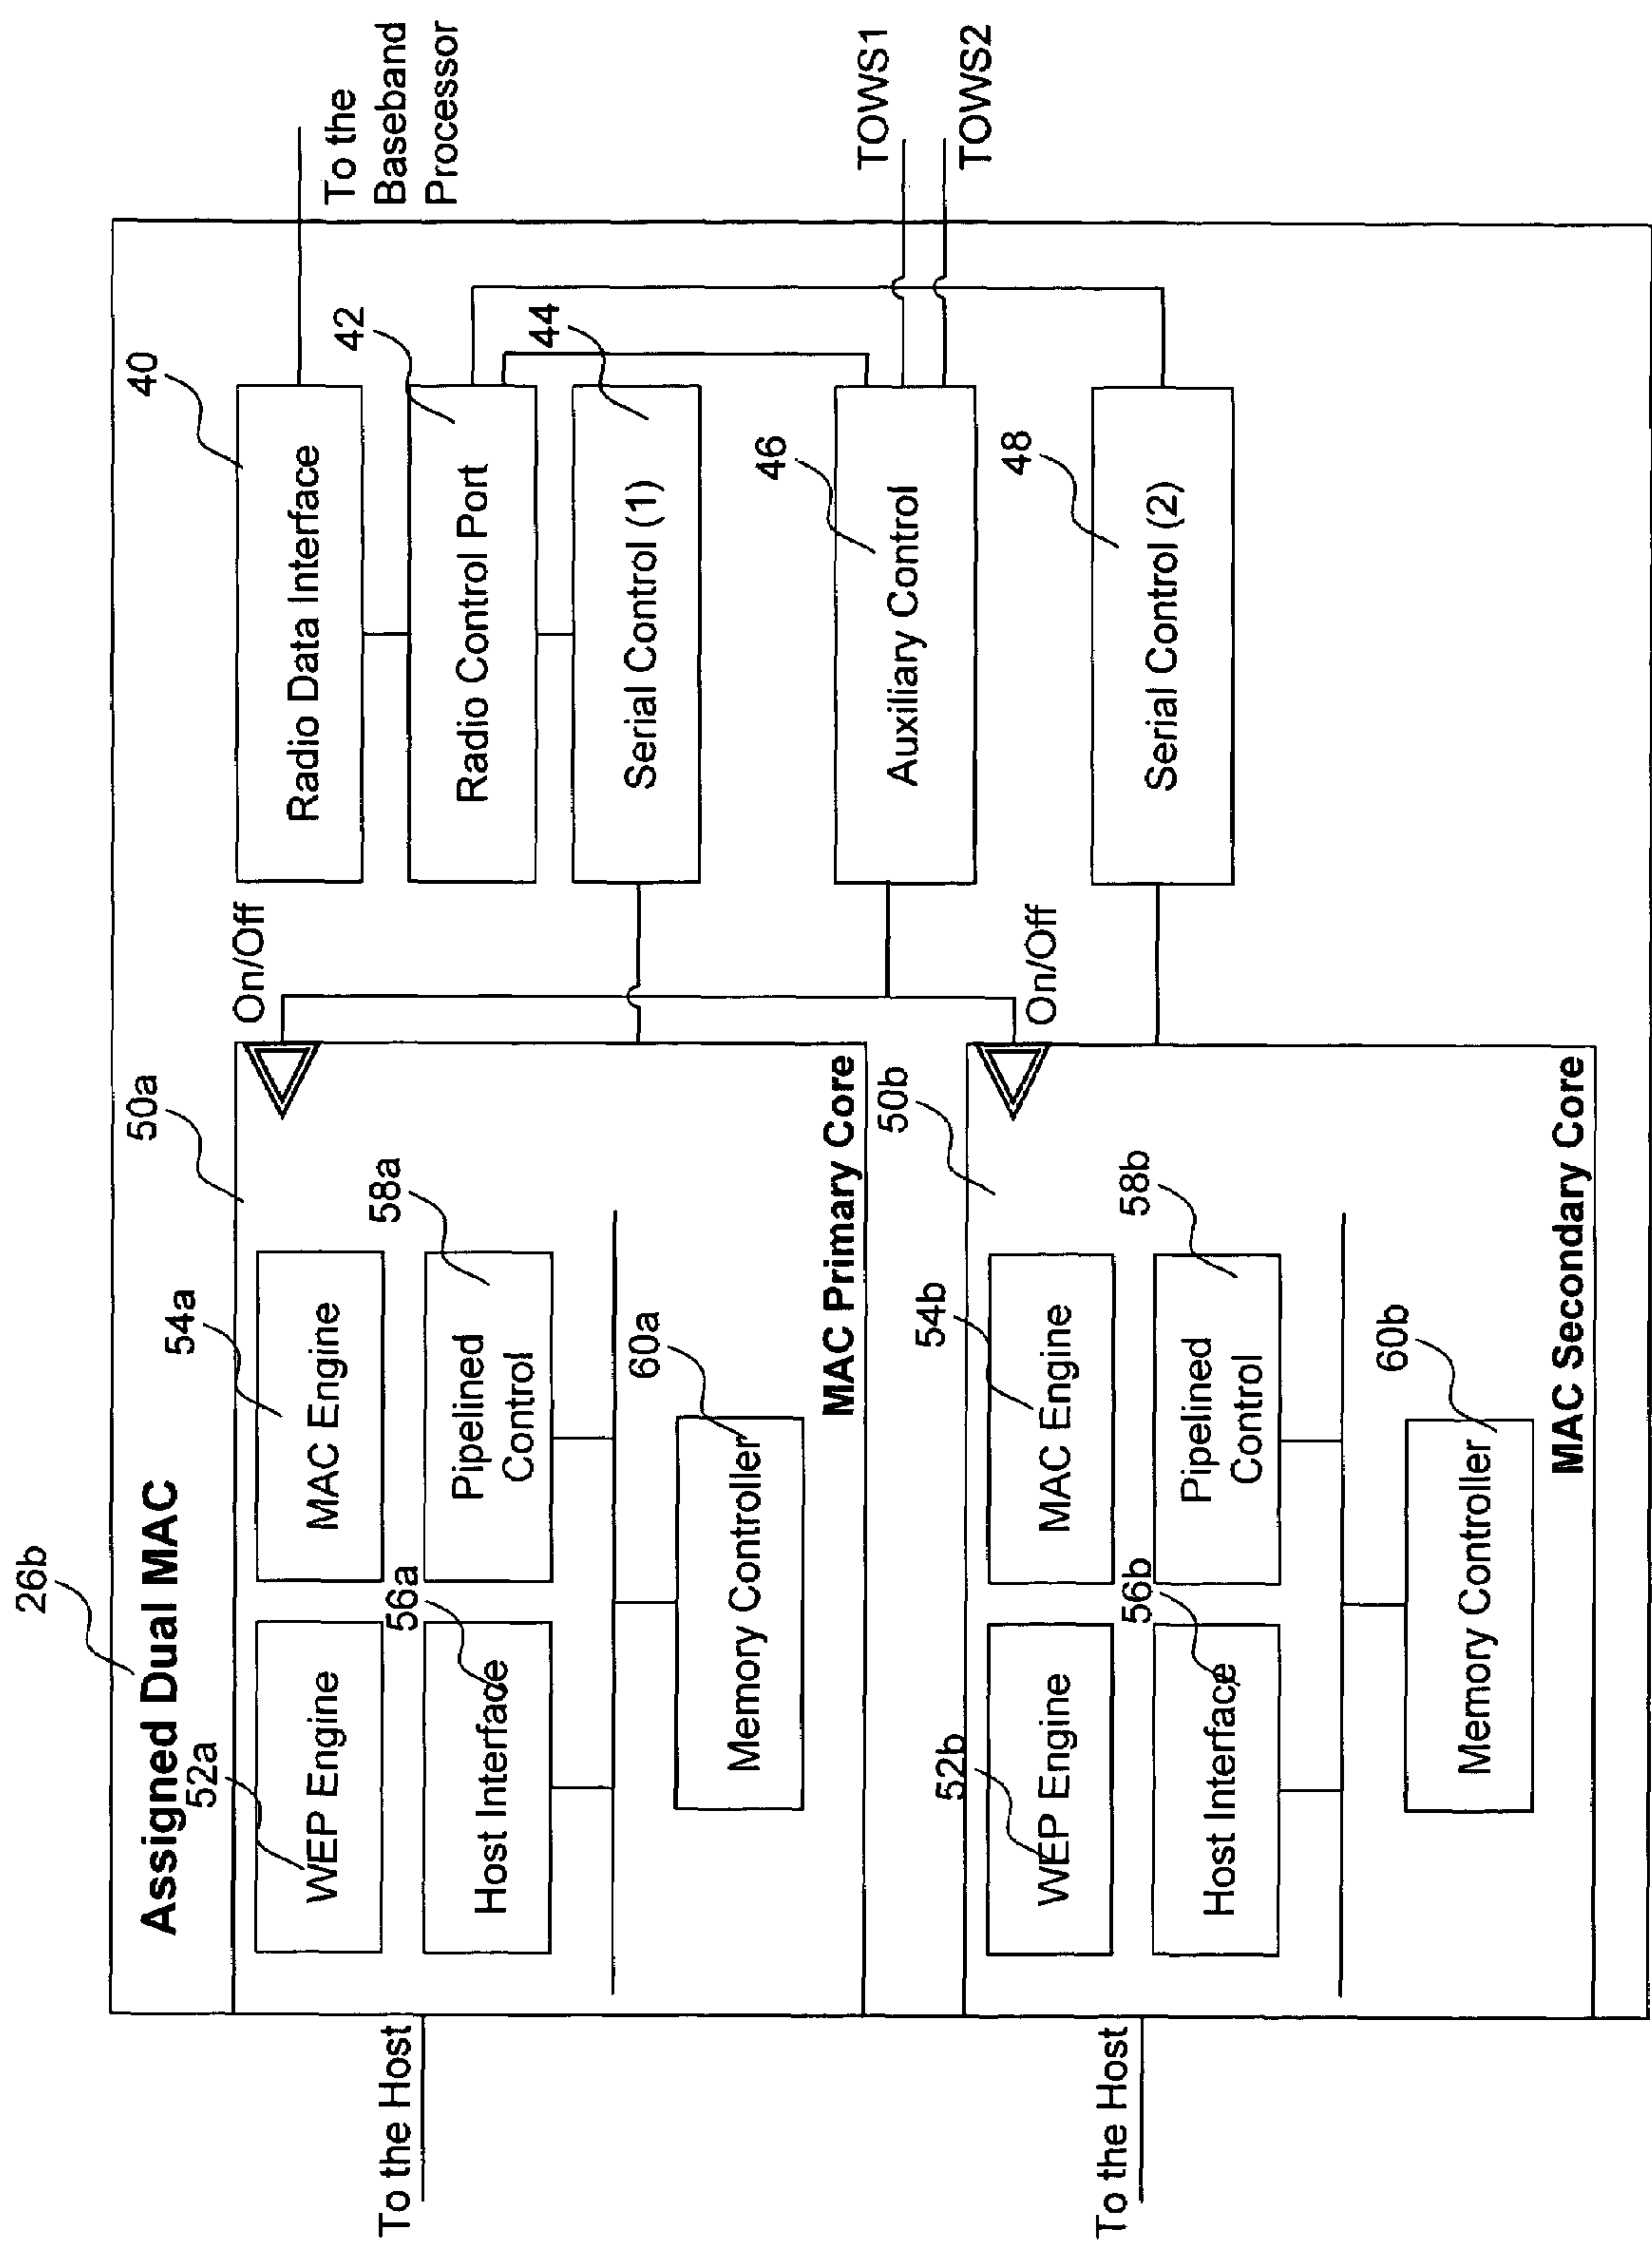 26b
Assigned Dual MAC
50a
52a
WEP Engine
54a
MAC Engine
On/Off
40
Radio Data Interface
To the
Baseband
Processor
To the Host
56a
Host Interface
58a
Pipelined
Control
42
Radio Control Port
44
Serial Control (1)
60a
Memory Controller
MAC Primary Core
46
Auxiliary Control
TOWS1
TOWS2
50b
52b
WEP Engine
54b
MAC Engine
On/Off
48
Serial Control (2)
To the Host
56b
Host Interface
58b
Pipelined
Control
60b
Memory Controller
MAC Secondary Core